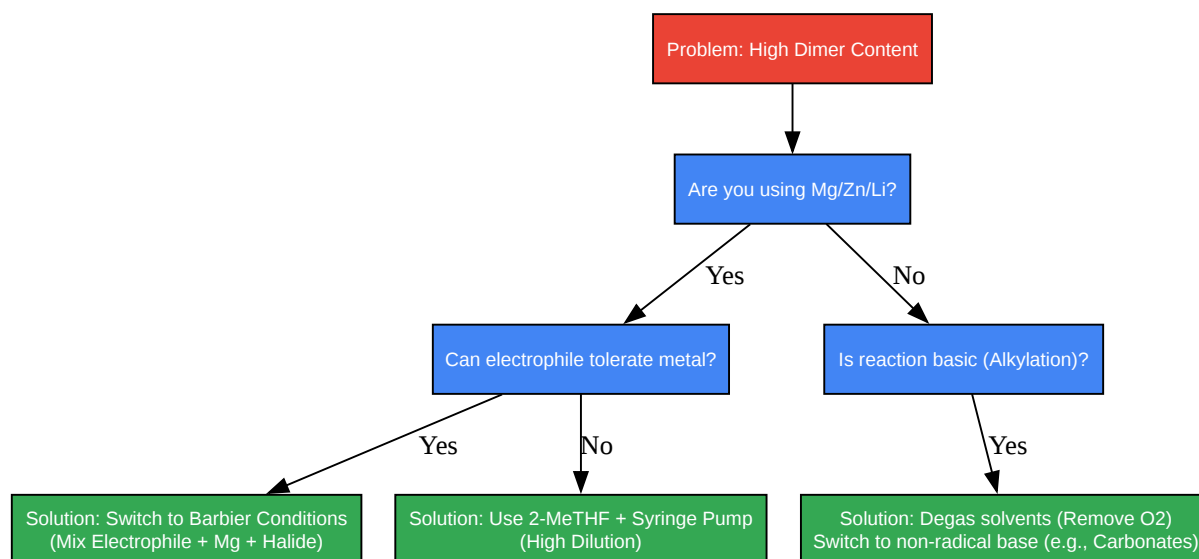 Problem: High Dimer Content
Are you using Mg/Zn/Li?
Yes
No
Can electrophile tolerate metal?
Is reaction basic (Alkylation)?
Yes
No
Yes
Solution: Switch to Barbier Conditions
(Mix Electrophile + Mg + Halide)
Solution: Use 2-MeTHF + Syringe Pump
(High Dilution)
Solution: Degas solvents (Remove O2)
Switch to non-radical base (e.g., Carbonates)